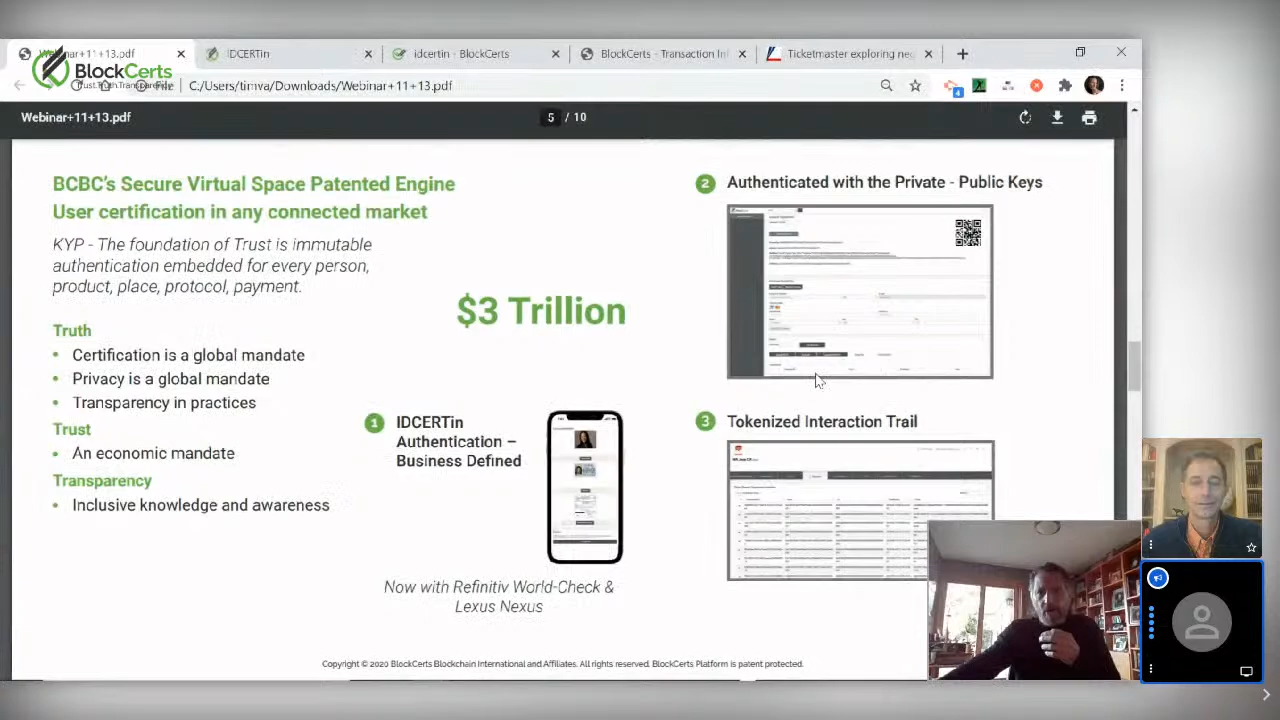 Webinar+11+13.pdf
IDCERTin
idcertin - B
BlockCerts - Transaction In
Ticketmaster exploring neg
BlockCerts
Trust.Truth.Transparency
File
C:/Users/timva/Downloads/Webinar+11+13.pdf
4
Webinar+11+13.pdf
5 / 10
BCBC's Secure Virtual Space Patented Engine
User certification in any connected market
KYP - The foundation of Trust is immutable
authentication embedded for every person,
product, place, protocol, payment.
$3 Trillion
Truth
• Certification is a global mandate
• Privacy is a global mandate
• Transparency in practices
Trust
• An economic mandate
Transparency
• Inclusive knowledge and awareness
1 IDCERTin
Authentication –
Business Defined
Now with Refinitiv World-Check &
Lexus Nexus
2 Authenticated with the Private - Public Keys
3 Tokenized Interaction Trail
Copyright © 2020 BlockCerts Blockchain International and Affiliates. All rights reserved. BlockCerts Platform is patent protected.